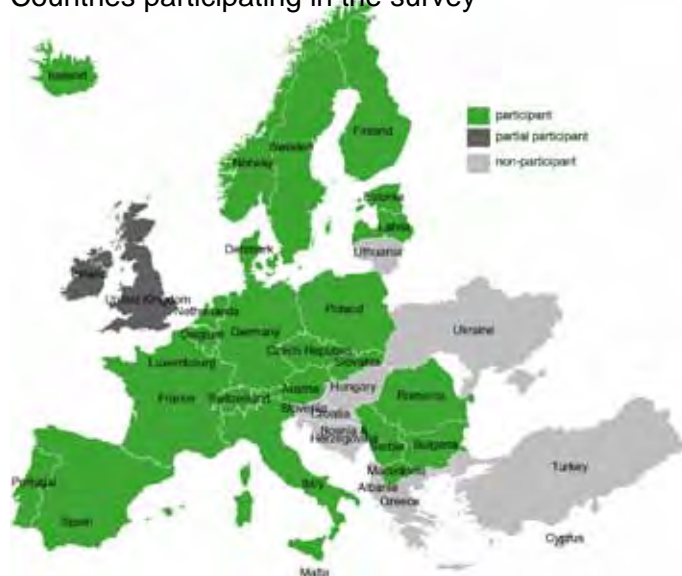 Countries participating in the survey
Iceland
participant
partial participant
non-participant
Finland
Sweden
Norway
Estonia
Latvia
Denmark
Lithuania
Ireland
United Kingdom
Netherlands
Poland
Belgium
Germany
Ukraine
Czech Republic
Luxembourg
Slovakia
Austria
Hungary
France
Switzerland
Slovenia
Romania
Croatia
Bosnia &
Herzegovina
Serbia
Bulgaria
Macedonia
Turkey
Italy
Albania
Portugal
Greece
Spain
Cyprus
Malta